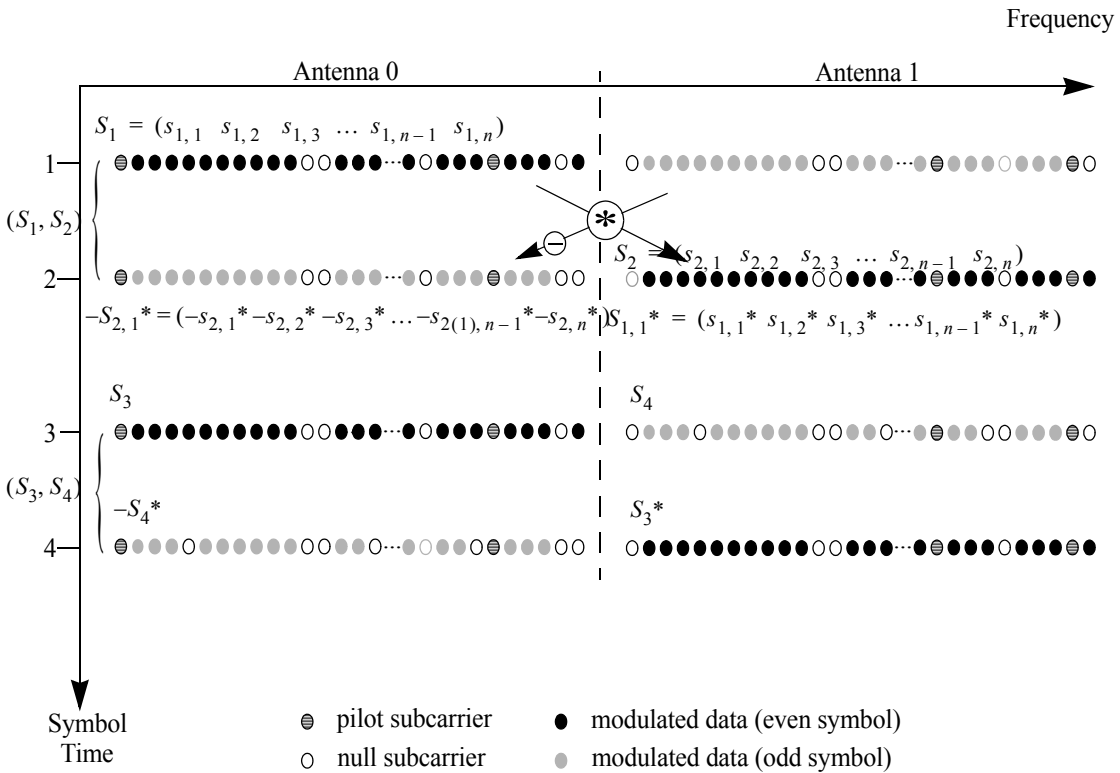 Frequency
Antenna 0 Antenna 1
S1 = (s1, 1 s1, 2 s1, 3 … s1, n – 1 s1, n)
1
(S1, S2)
*
–
S2 = (s2, 1 s2, 2 s2, 3 … s2, n – 1 s2, n)
2
–S2, 1* = (–s2, 1* –s2, 2* –s2, 3* … –s2(1), n – 1* –s2, n*) S1, 1* = (s1, 1* s1, 2* s1, 3* … s1, n – 1* s1, n*)
S3 S4
3
(S3, S4)
–S4* S3*
4
Symbol
Time
pilot subcarrier modulated data (even symbol)
null subcarrier modulated data (odd symbol)